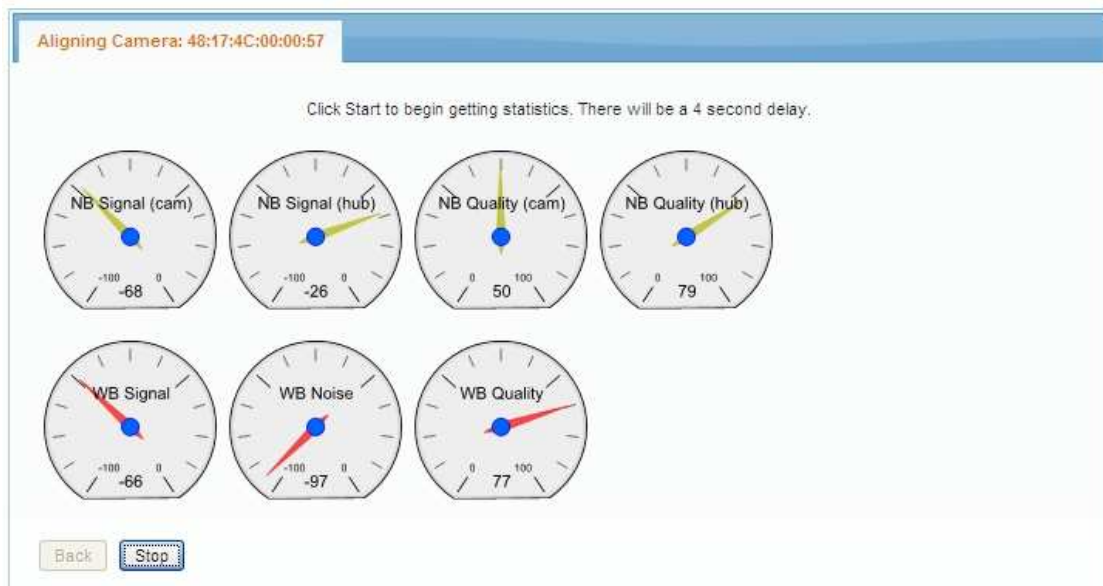 Aligning Camera: 48:17:4C:00:00:57
Click Start to begin getting statistics. There will be a 4 second delay.
NB Signal (cam)
-100 0
-68
NB Signal (hub)
-100 0
-26
NB Quality (cam)
0 100
50
NB Quality (hub)
0 100
79
WB Signal
-100 0
-66
WB Noise
-100 0
-97
WB Quality
0 100
77
Back Stop